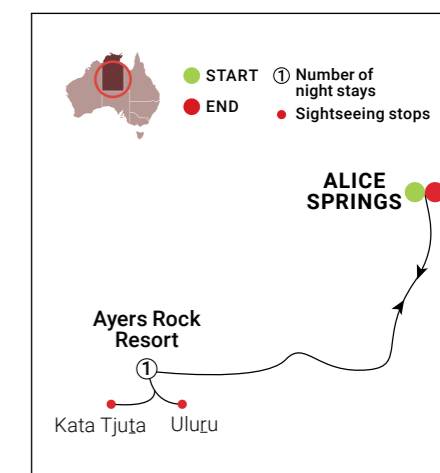 START
END
① Number of
night stays
Sightseeing stops
ALICE
SPRINGS
Ayers Rock
Resort
①
Kata Tjuṯa
Uluṟu